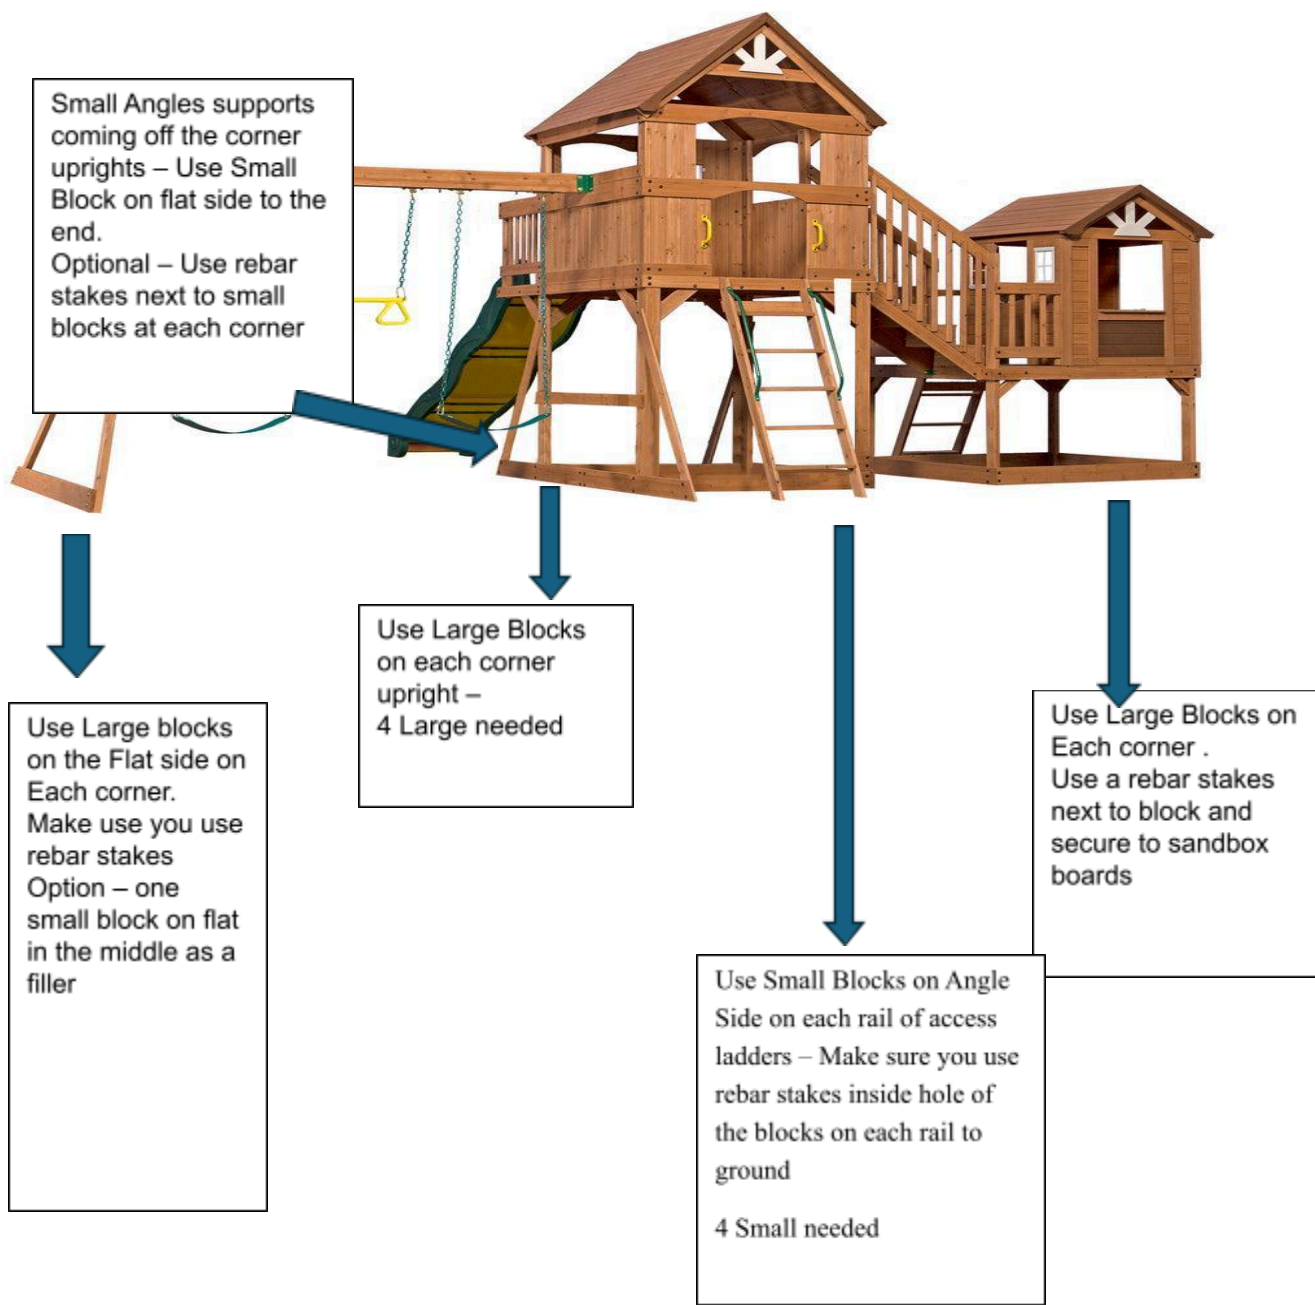 Small Angles supports
coming off the corner
uprights – Use Small
Block on flat side to the
end.
Optional – Use rebar
stakes next to small
blocks at each corner
Use Large Blocks
on each corner
upright –
4 Large needed
Use Large blocks
on the Flat side on
Each corner.
Make use you use
rebar stakes
Option – one
small block on flat
in the middle as a
filler
Use Large Blocks on
Each corner .
Use a rebar stakes
next to block and
secure to sandbox
boards
Use Small Blocks on Angle
Side on each rail of access
ladders – Make sure you use
rebar stakes inside hole of
the blocks on each rail to
ground
4 Small needed